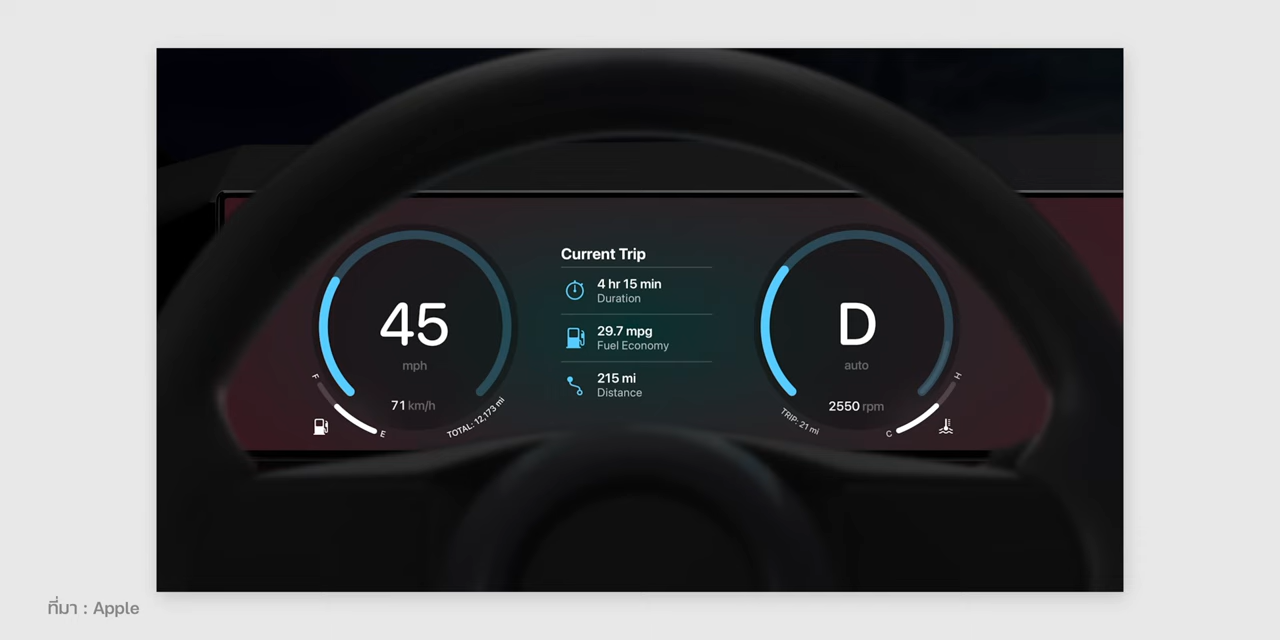 45
mph
71 km/h
F
E
TOTAL: 12,173 mi
Current Trip
4 hr 15 min
Duration
29.7 mpg
Fuel Economy
215 mi
Distance
D
auto
2550 rpm
TRIP: 21 mi
C
H
ที่มา : Apple